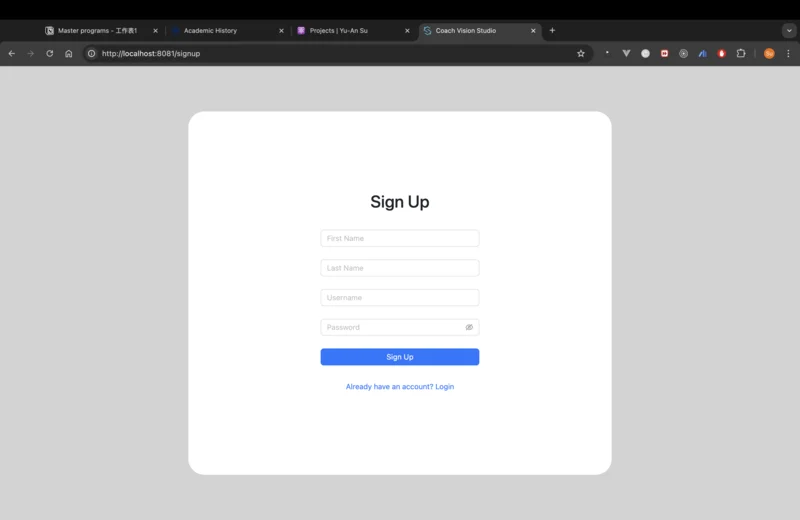 Master programs - 工作表1
Academic History
Projects | Yu-An Su
Coach Vision Studio
http://localhost:8081/signup
Su
Sign Up
First Name
Last Name
Username
Password
Sign Up
Already have an account? Login